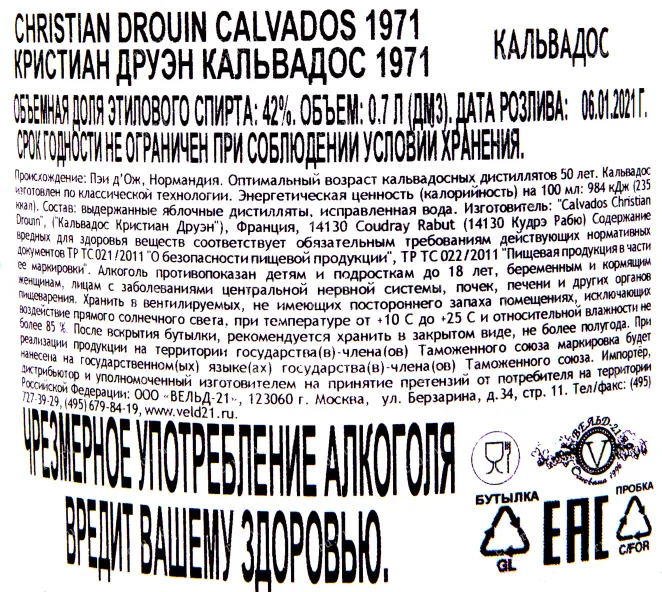 CHRISTIAN DROUIN CALVADOS 1971
КРИСТИАН ДРУЭН КАЛЬВАДОС 1971
КАЛЬВАДОС
ОБЪЕМНАЯ ДОЛЯ ЭТИЛОВОГО СПИРТА: 42%. ОБЪЕМ: 0.7 Л (ДМ3). ДАТА РОЗЛИВА: 06.01.2021 Г.
СРОК ГОДНОСТИ НЕ ОГРАНИЧЕН ПРИ СОБЛЮДЕНИИ УСЛОВИЙ ХРАНЕНИЯ.
Происхождение: Пэи д'Ож, Нормандия. Оптимальный возраст кальвадосных дистиллятов 50 лет. Кальвадос
изготовлен по классической технологии. Энергетическая ценность (калорийность) на 100 мл: 984 кДж (235
ккал). Состав: выдержанные яблочные дистилляты, исправленная вода. Изготовитель: "Calvados Christian
Drouin", ("Кальвадос Кристиан Друэн"), Франция, 14130 Coudray Rabut (14130 Кудрэ Рабю) Содержание
вредных для здоровья веществ соответствует обязательным требованиям действующих нормативных
документов ТР ТС 021/2011 "О безопасности пищевой продукции", ТР ТС 022/2011 "Пищевая продукция в части
ее маркировки". Алкоголь противопоказан детям и подросткам до 18 лет, беременным и кормящим
женщинам, лицам с заболеваниями центральной нервной системы, почек, печени и других органов
пищеварения. Хранить в вентилируемых, не имеющих постороннего запаха помещениях, исключающих
воздействие прямого солнечного света, при температуре от +10 С до +25 С и относительной влажности не
более 85 %. После вскрытия бутылки, рекомендуется хранить в закрытом виде, не более полугода. При
реализации продукции на территории государства(в)-члена(ов) Таможенного союза маркировка будет
нанесена на государственном(ых) языке(ах) государства(в)-члена(ов) Таможенного союза. Импортёр,
дистрибьютор и уполномоченный изготовителем на принятие претензий от потребителя на территории
Российской Федерации: ООО «ВЕЛЬД-21», 123060 г. Москва, ул. Берзарина, д.34, стр. 11. Тел/факс: (495)
727-39-29, (495) 679-84-19, www.veld21.ru.
ЧРЕЗМЕРНОЕ УПОТРЕБЛЕНИЕ АЛКОГОЛЯ
ВРЕДИТ ВАШЕМУ ЗДОРОВЬЮ.
ВЕЛЬД-21
V
Основана 1996
БУТЫЛКА
GL
EAC
ПРОБКА
C/FOR